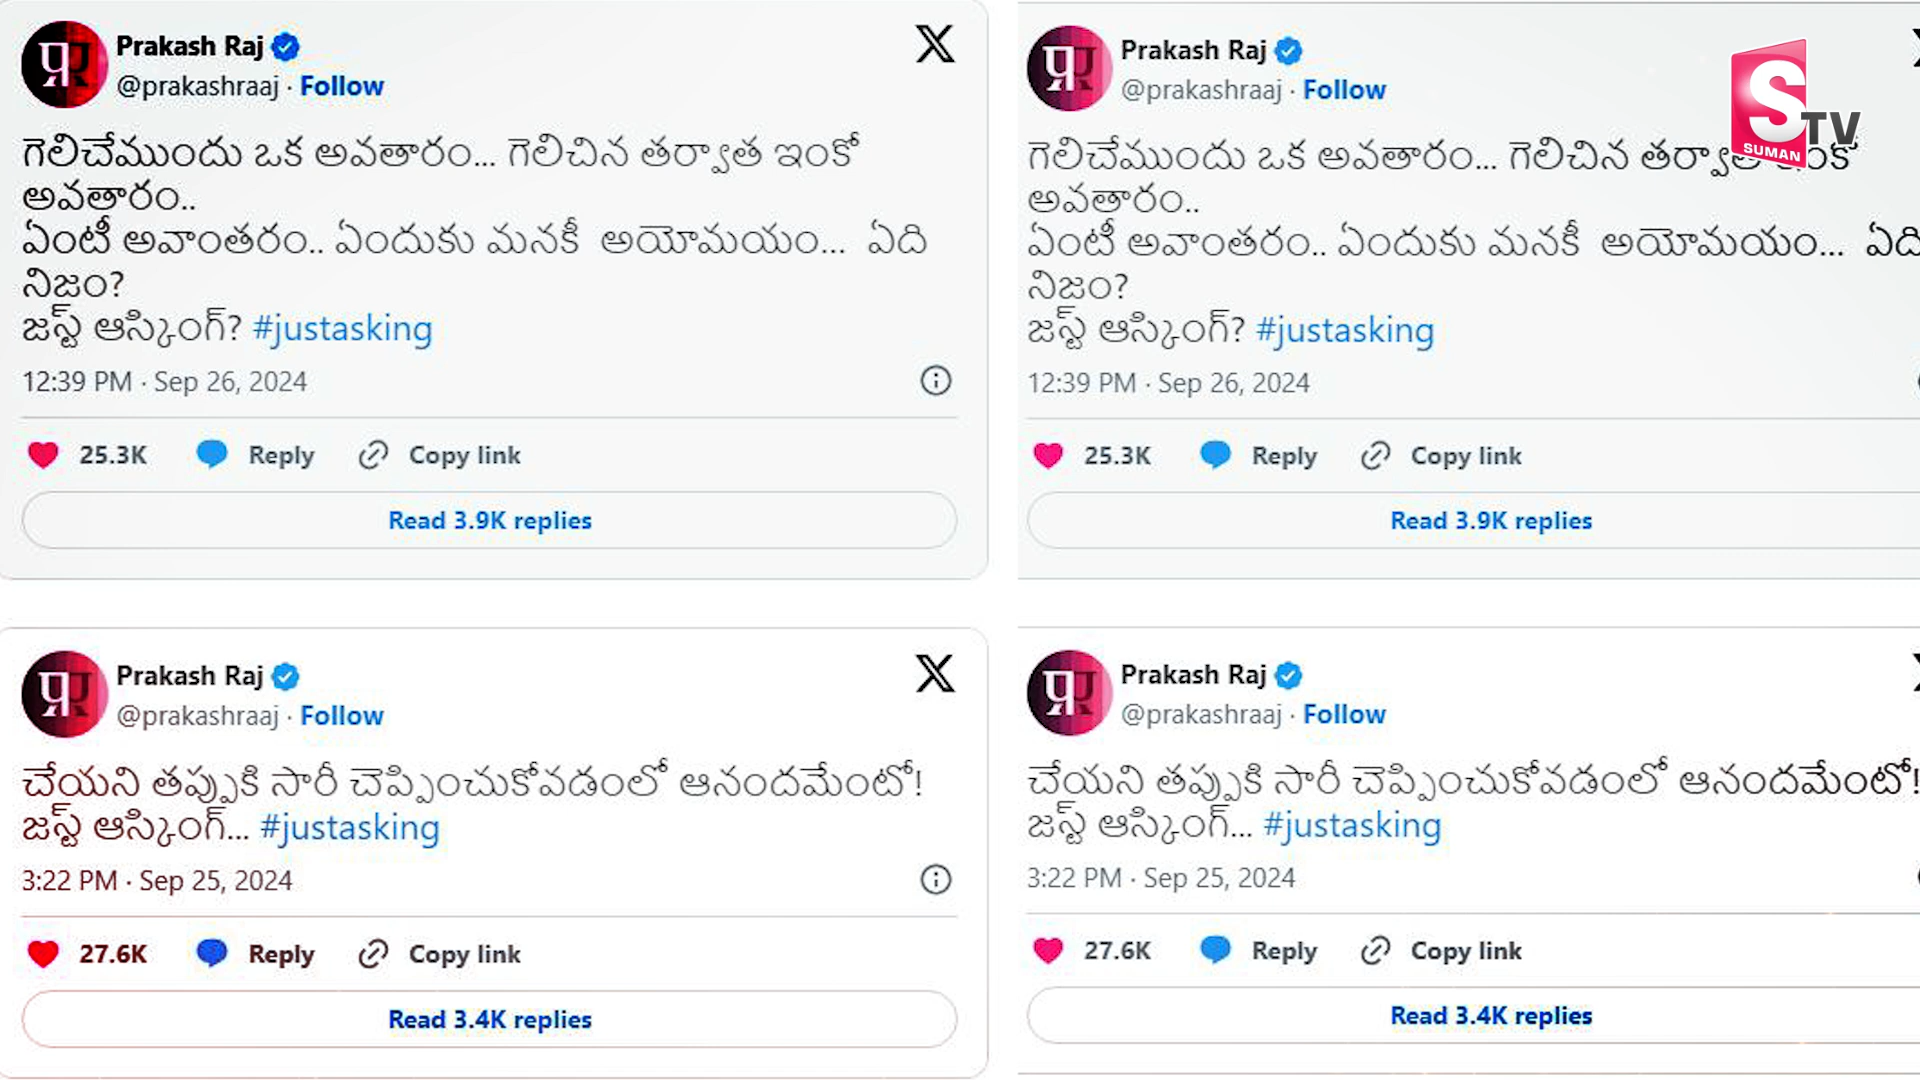 Prakash Raj
@prakashraaj · Follow
గెలిచేముందు ఒక అవతారం... గెలిచిన తర్వాత ఇంకో
అవతారం..
ఏంటీ అవాంతరం.. ఏందుకు మనకీ అయోమయం... ఏది
నిజం?
జస్ట్ ఆస్కింగ్? #justasking
12:39 PM · Sep 26, 2024
25.3K Reply Copy link
Read 3.9K replies
Prakash Raj
@prakashraaj · Follow
గెలిచేముందు ఒక అవతారం... గెలిచిన తర్వాత ఇంకో
అవతారం..
ఏంటీ అవాంతరం.. ఏందుకు మనకీ అయోమయం... ఏది
నిజం?
జస్ట్ ఆస్కింగ్? #justasking
12:39 PM · Sep 26, 2024
25.3K Reply Copy link
Read 3.9K replies
S TV
SUMAN
Prakash Raj
@prakashraaj · Follow
చేయని తప్పుకి సారీ చెప్పించుకోవడంలో ఆనందమేంటో!
జస్ట్ ఆస్కింగ్... #justasking
3:22 PM · Sep 25, 2024
27.6K Reply Copy link
Read 3.4K replies
Prakash Raj
@prakashraaj · Follow
చేయని తప్పుకి సారీ చెప్పించుకోవడంలో ఆనందమేంటో!
జస్ట్ ఆస్కింగ్... #justasking
3:22 PM · Sep 25, 2024
27.6K Reply Copy link
Read 3.4K replies